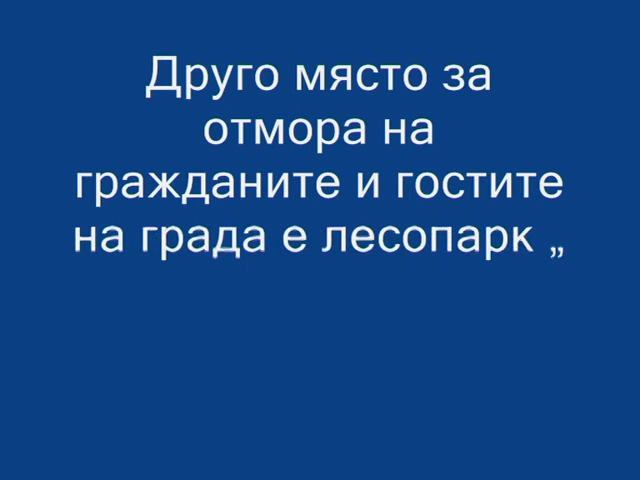 Друго място за
отмора на
гражданите и гостите
на града е лесопарк „